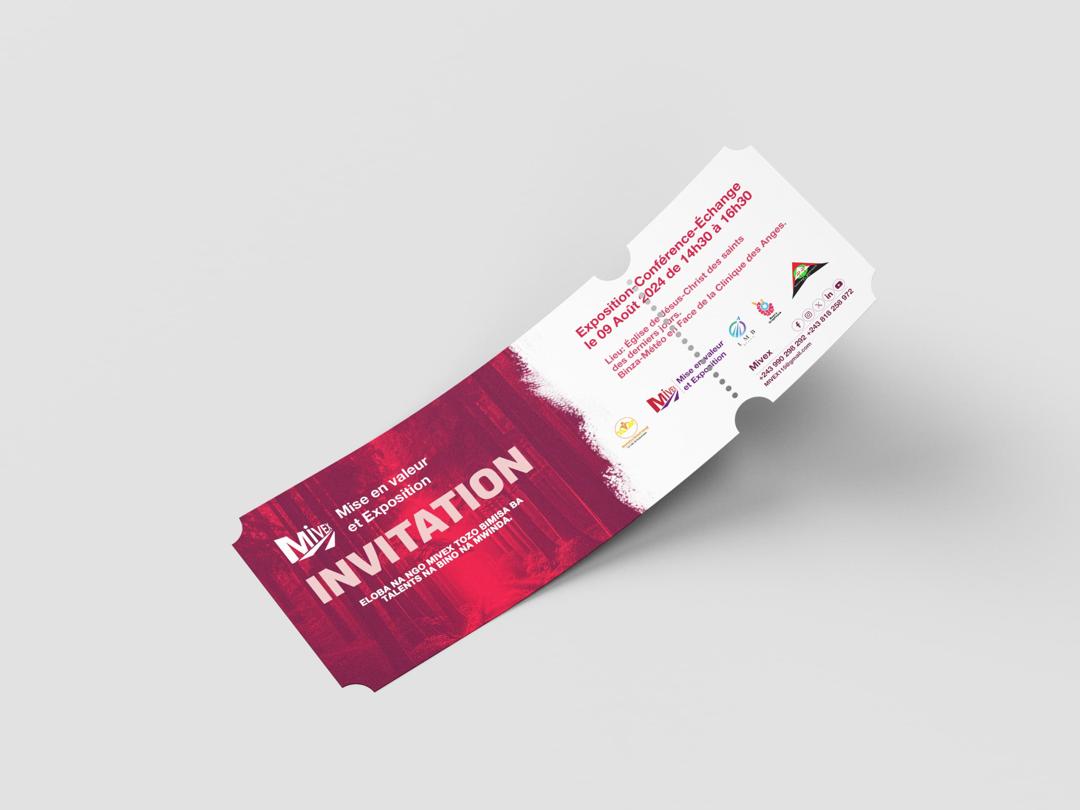 MiVEX
Mise en valeur
et Exposition
INVITATION
ELOBA NA NGO MIVEX TOZO BIMISA BA
TALENTS NA BINO NA MWINDA.
Exposition-Conférence-Échange
le 09 Août 2024 de 14h30 à 16h30
Lieu: Église de Jésus-Christ des saints
des derniers jours.
Binza-Météo en Face de la Clinique des Anges.
MiVEX
Mise en valeur
et Exposition
Mivex
+243 990 298 292 +243 818 258 972